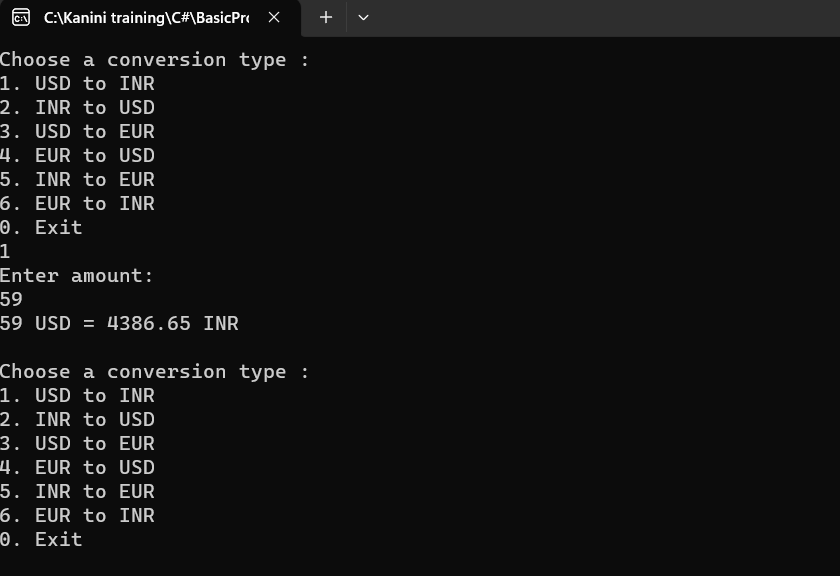 C:\Kanini training\C#\BasicPro
Choose a conversion type :
1. USD to INR
2. INR to USD
3. USD to EUR
4. EUR to USD
5. INR to EUR
6. EUR to INR
0. Exit
1
Enter amount:
59
59 USD = 4386.65 INR
Choose a conversion type :
1. USD to INR
2. INR to USD
3. USD to EUR
4. EUR to USD
5. INR to EUR
6. EUR to INR
0. Exit